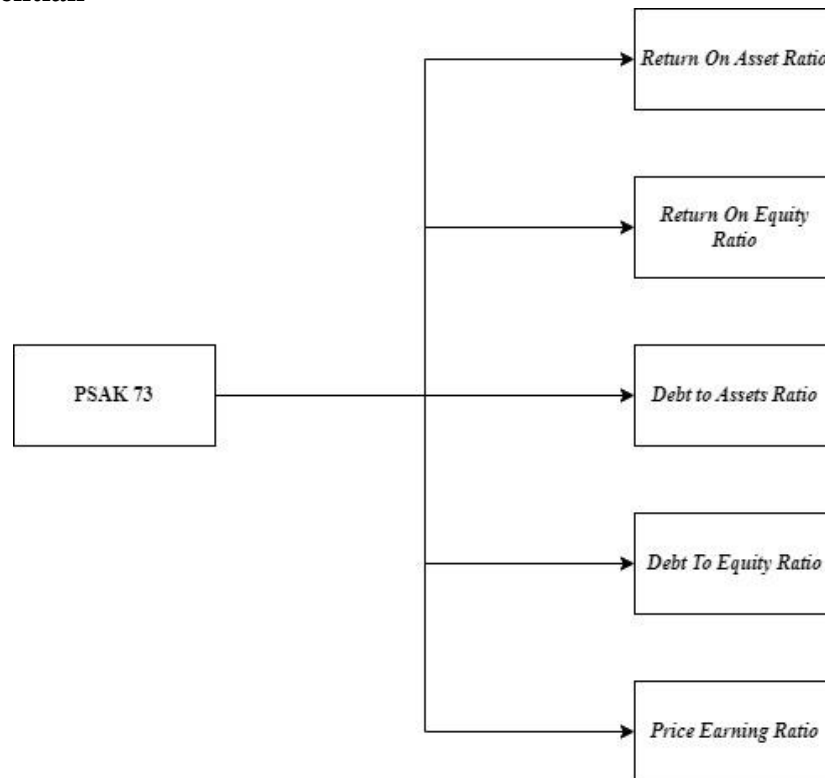 Return On Asset Ratio
Return On Equity
Ratio
PSAK 73
Debt to Assets Ratio
Debt To Equity Ratio
Price Earning Ratio